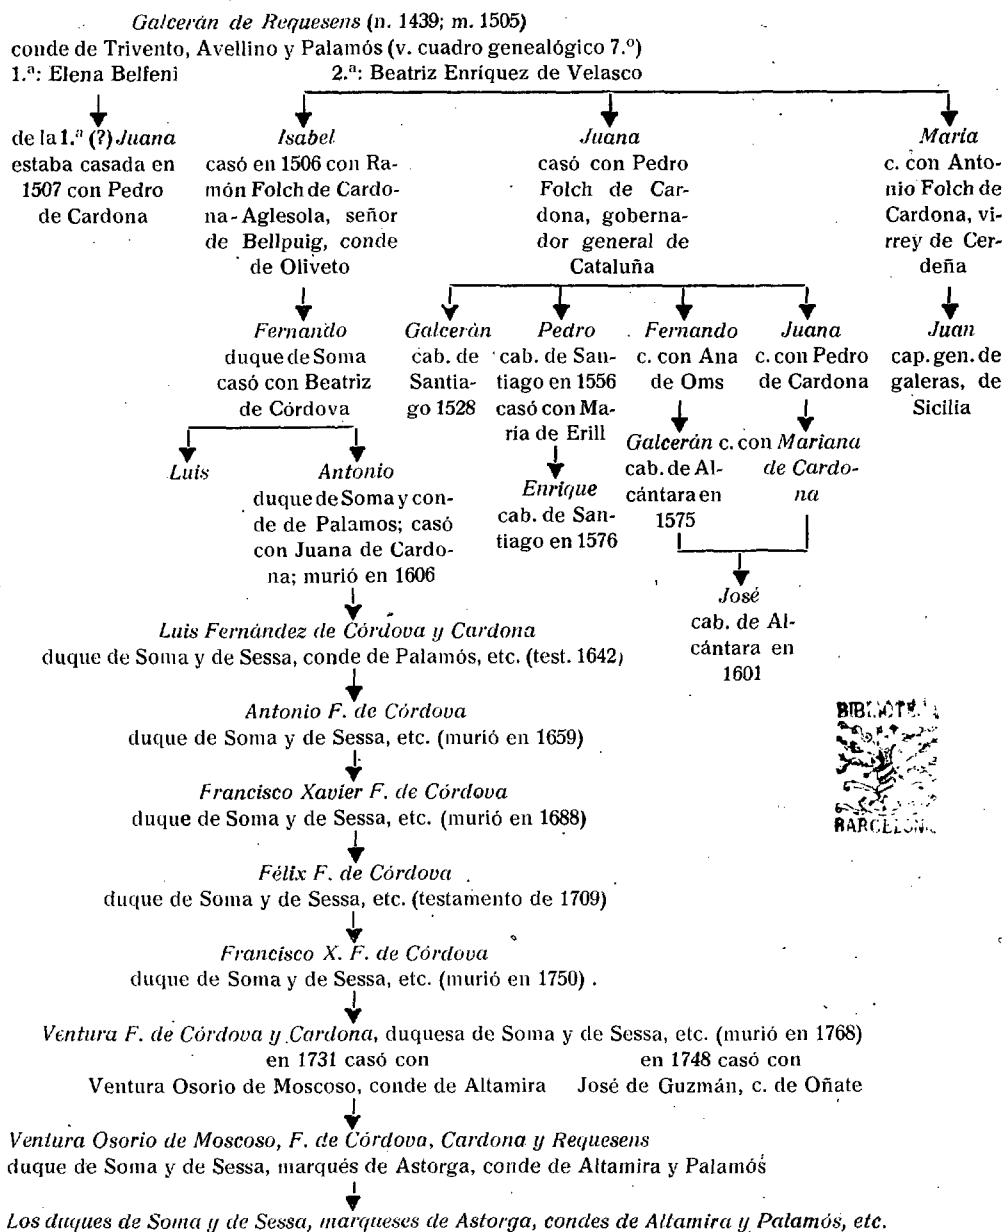 Galcerán de Requesens (n. 1439; m. 1505)
conde de Trivento, Avellino y Palamós (v. cuadro genealógico 7.º)
1.ª: Elena Belfeni
2.ª: Beatriz Enríquez de Velasco
de la 1.ª (?) Juana
estaba casada en
1507 con Pedro
de Cardona
Isabel
casó en 1506 con Ra-
món Folch de Cardo-
na-Aglesola, señor
de Bellpuig, conde
de Oliveto
Juana
casó con Pedro
Folch de Car-
dona, goberna-
dor general de
Cataluña
María
c. con Anto-
nio Folch de
Cardona, vi-
rrey de Cer-
deña
Fernando
duque de Soma
casó con Beatriz
de Córdova
Galcerán
cab. de
Santia-
go 1528
Pedro
cab. de San-
tiago en 1556
casó con Ma-
ría de Erill
Fernando
c. con Ana
de Oms
Juana
c. con Pedro
de Cardona
Juan
cap. gen. de
galeras, de
Sicilia
Luis
Antonio
duque de Soma y con-
de de Palamos; casó
con Juana de Cardo-
na; murió en 1606
Enrique
cab. de San-
tiago en 1576
Galcerán c. con Mariana
cab. de Al-
cántara en
1575
de Cardo-
na
José
cab. de Al-
cántara en
1601
Luis Fernández de Córdova y Cardona
duque de Soma y de Sessa, conde de Palamós, etc. (test. 1642)
Antonio F. de Córdova
duque de Soma y de Sessa, etc. (murió en 1659)
Francisco Xavier F. de Córdova
duque de Soma y de Sessa, etc. (murió en 1688)
Félix F. de Córdova
duque de Soma y de Sessa, etc. (testamento de 1709)
Francisco X. F. de Córdova
duque de Soma y de Sessa, etc. (murió en 1750).
Ventura F. de Córdova y Cardona, duquesa de Soma y de Sessa, etc. (murió en 1768)
en 1731 casó con
Ventura Osorio de Moscoso, conde de Altamira
en 1748 casó con
José de Guzmán, c. de Oñate
Ventura Osorio de Moscoso, F. de Córdova, Cardona y Requesens
duque de Soma y de Sessa, marqués de Astorga, conde de Altamira y Palamós
Los duques de Soma y de Sessa, marqueses de Astorga, condes de Altamira y Palamós, etc.